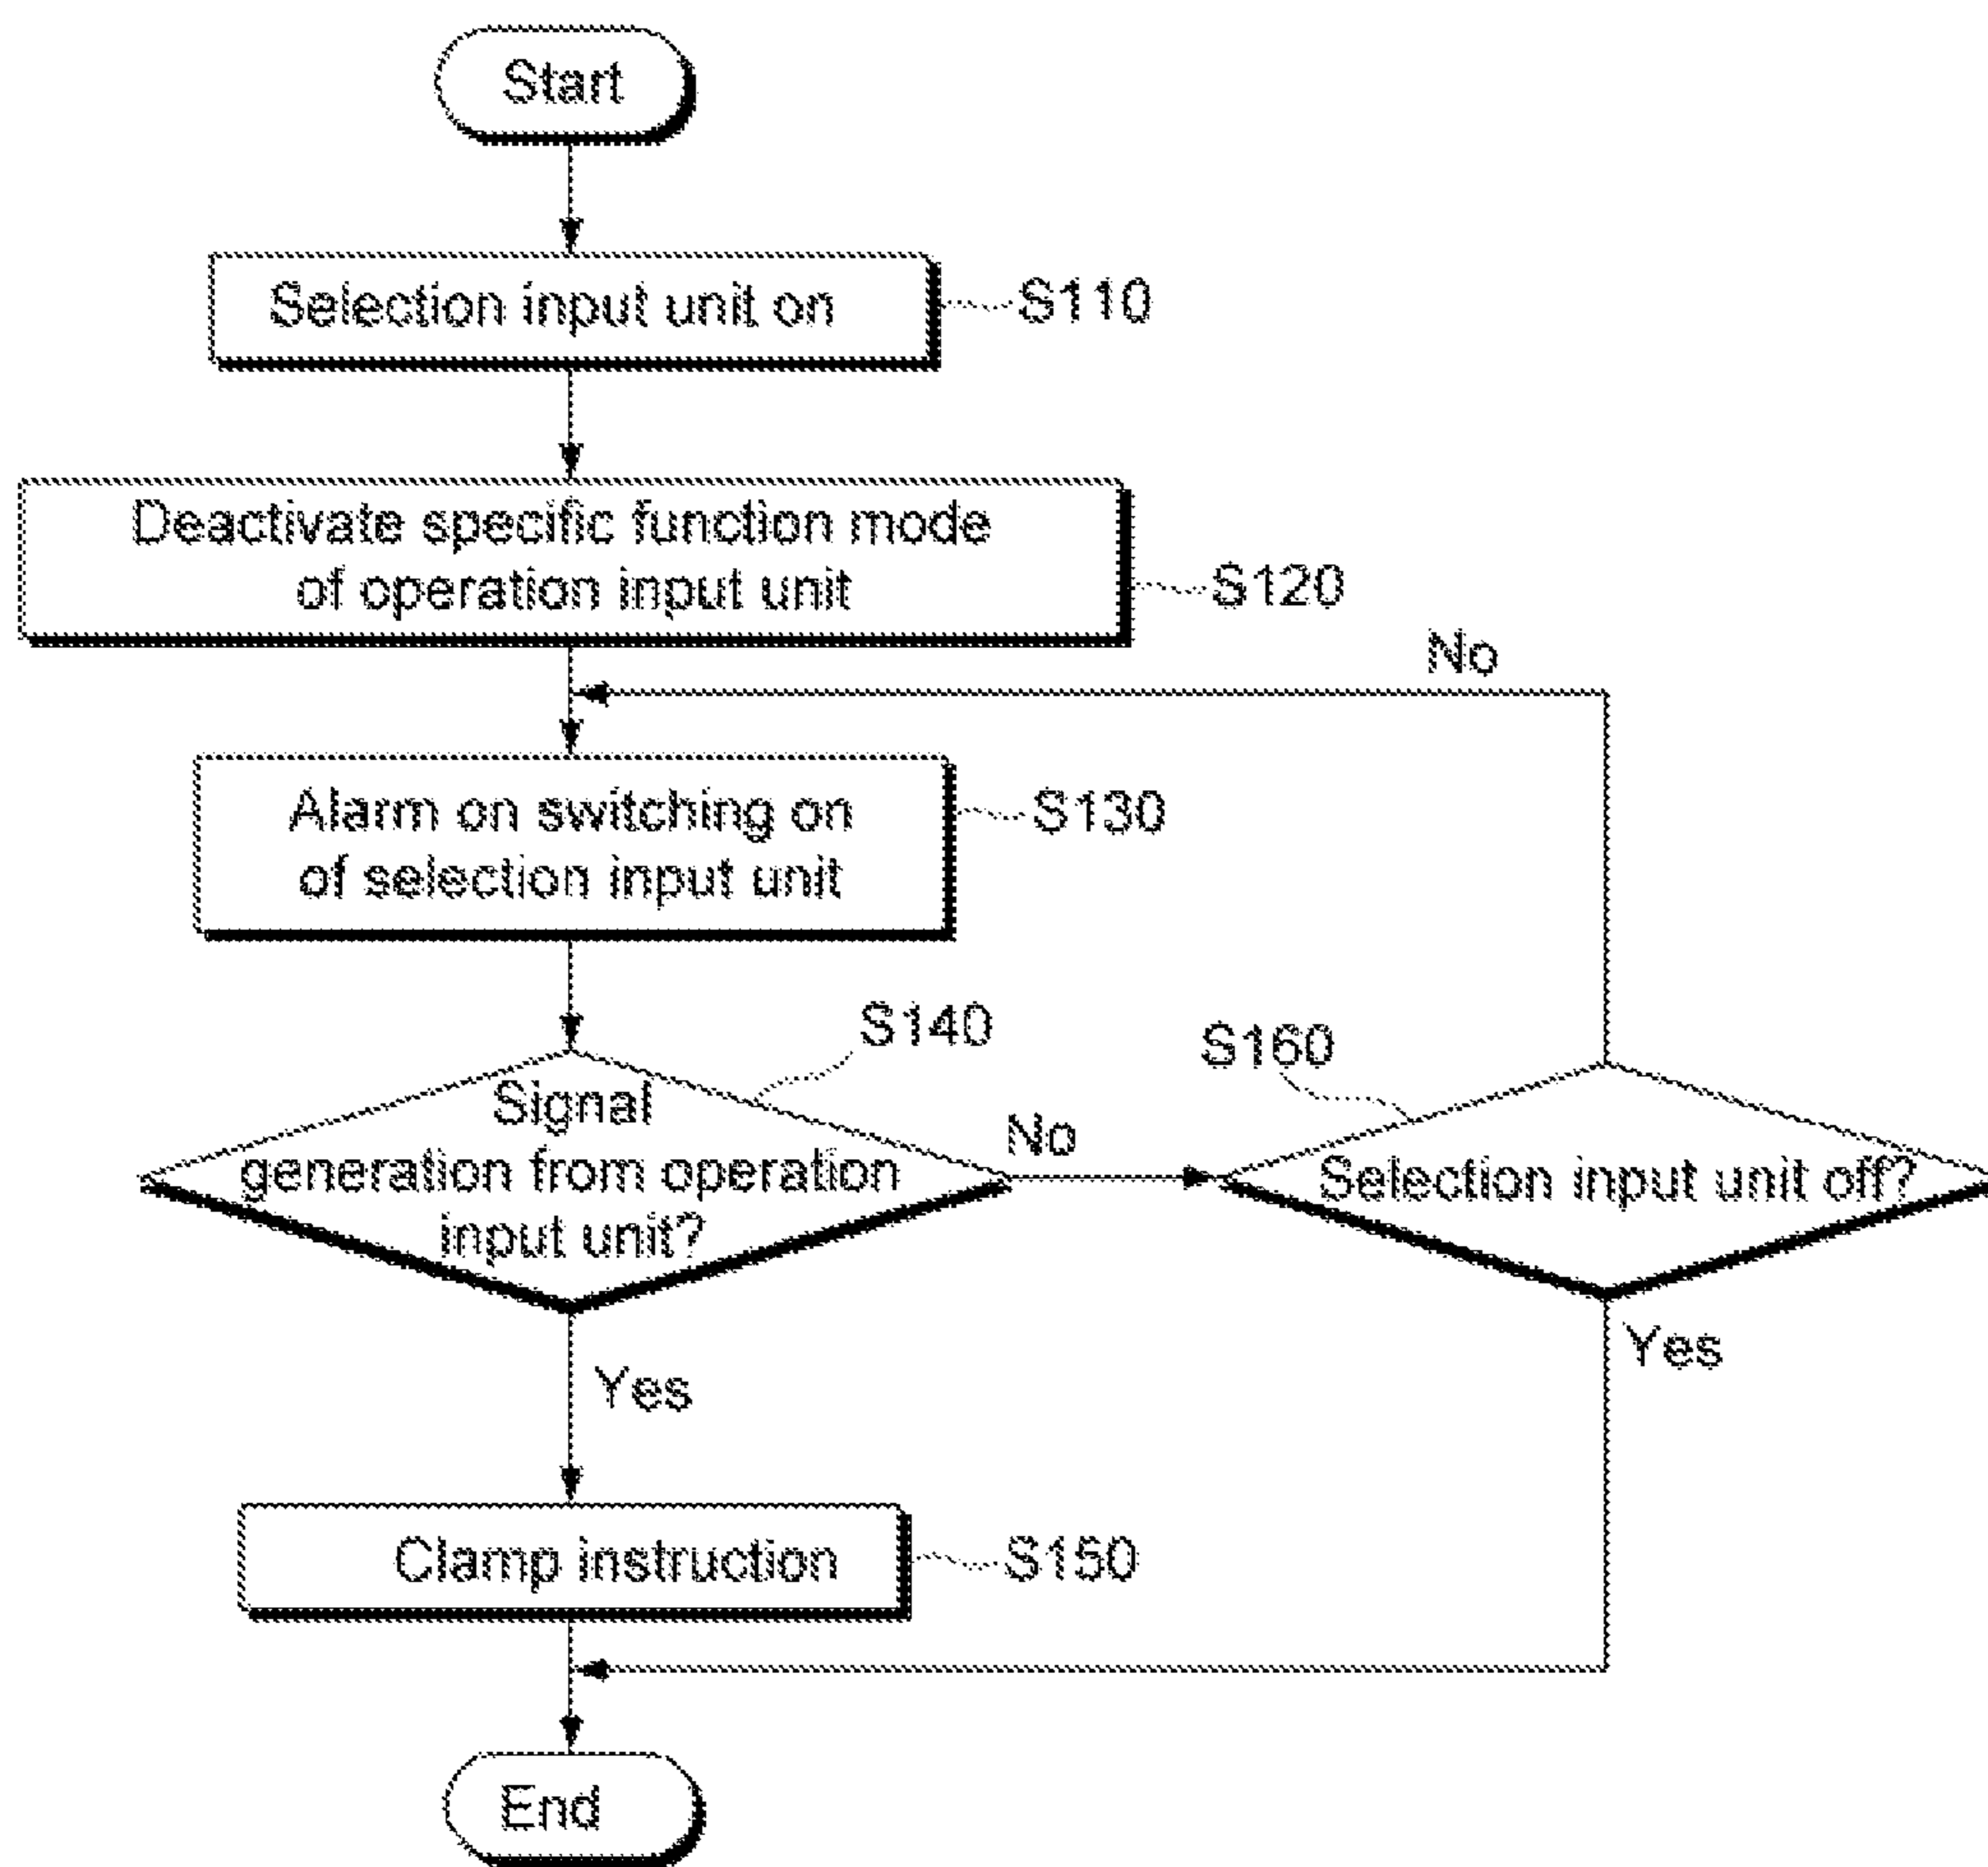 Start
Selection input unit on
S110
Deactivate specific function mode
of operation input unit
S120
No
Alarm on switching on
of selection input unit
S130
S140
S160
Signal
generation from operation
input unit?
No
Selection input unit off?
Yes
Yes
Clamp instruction
S150
End